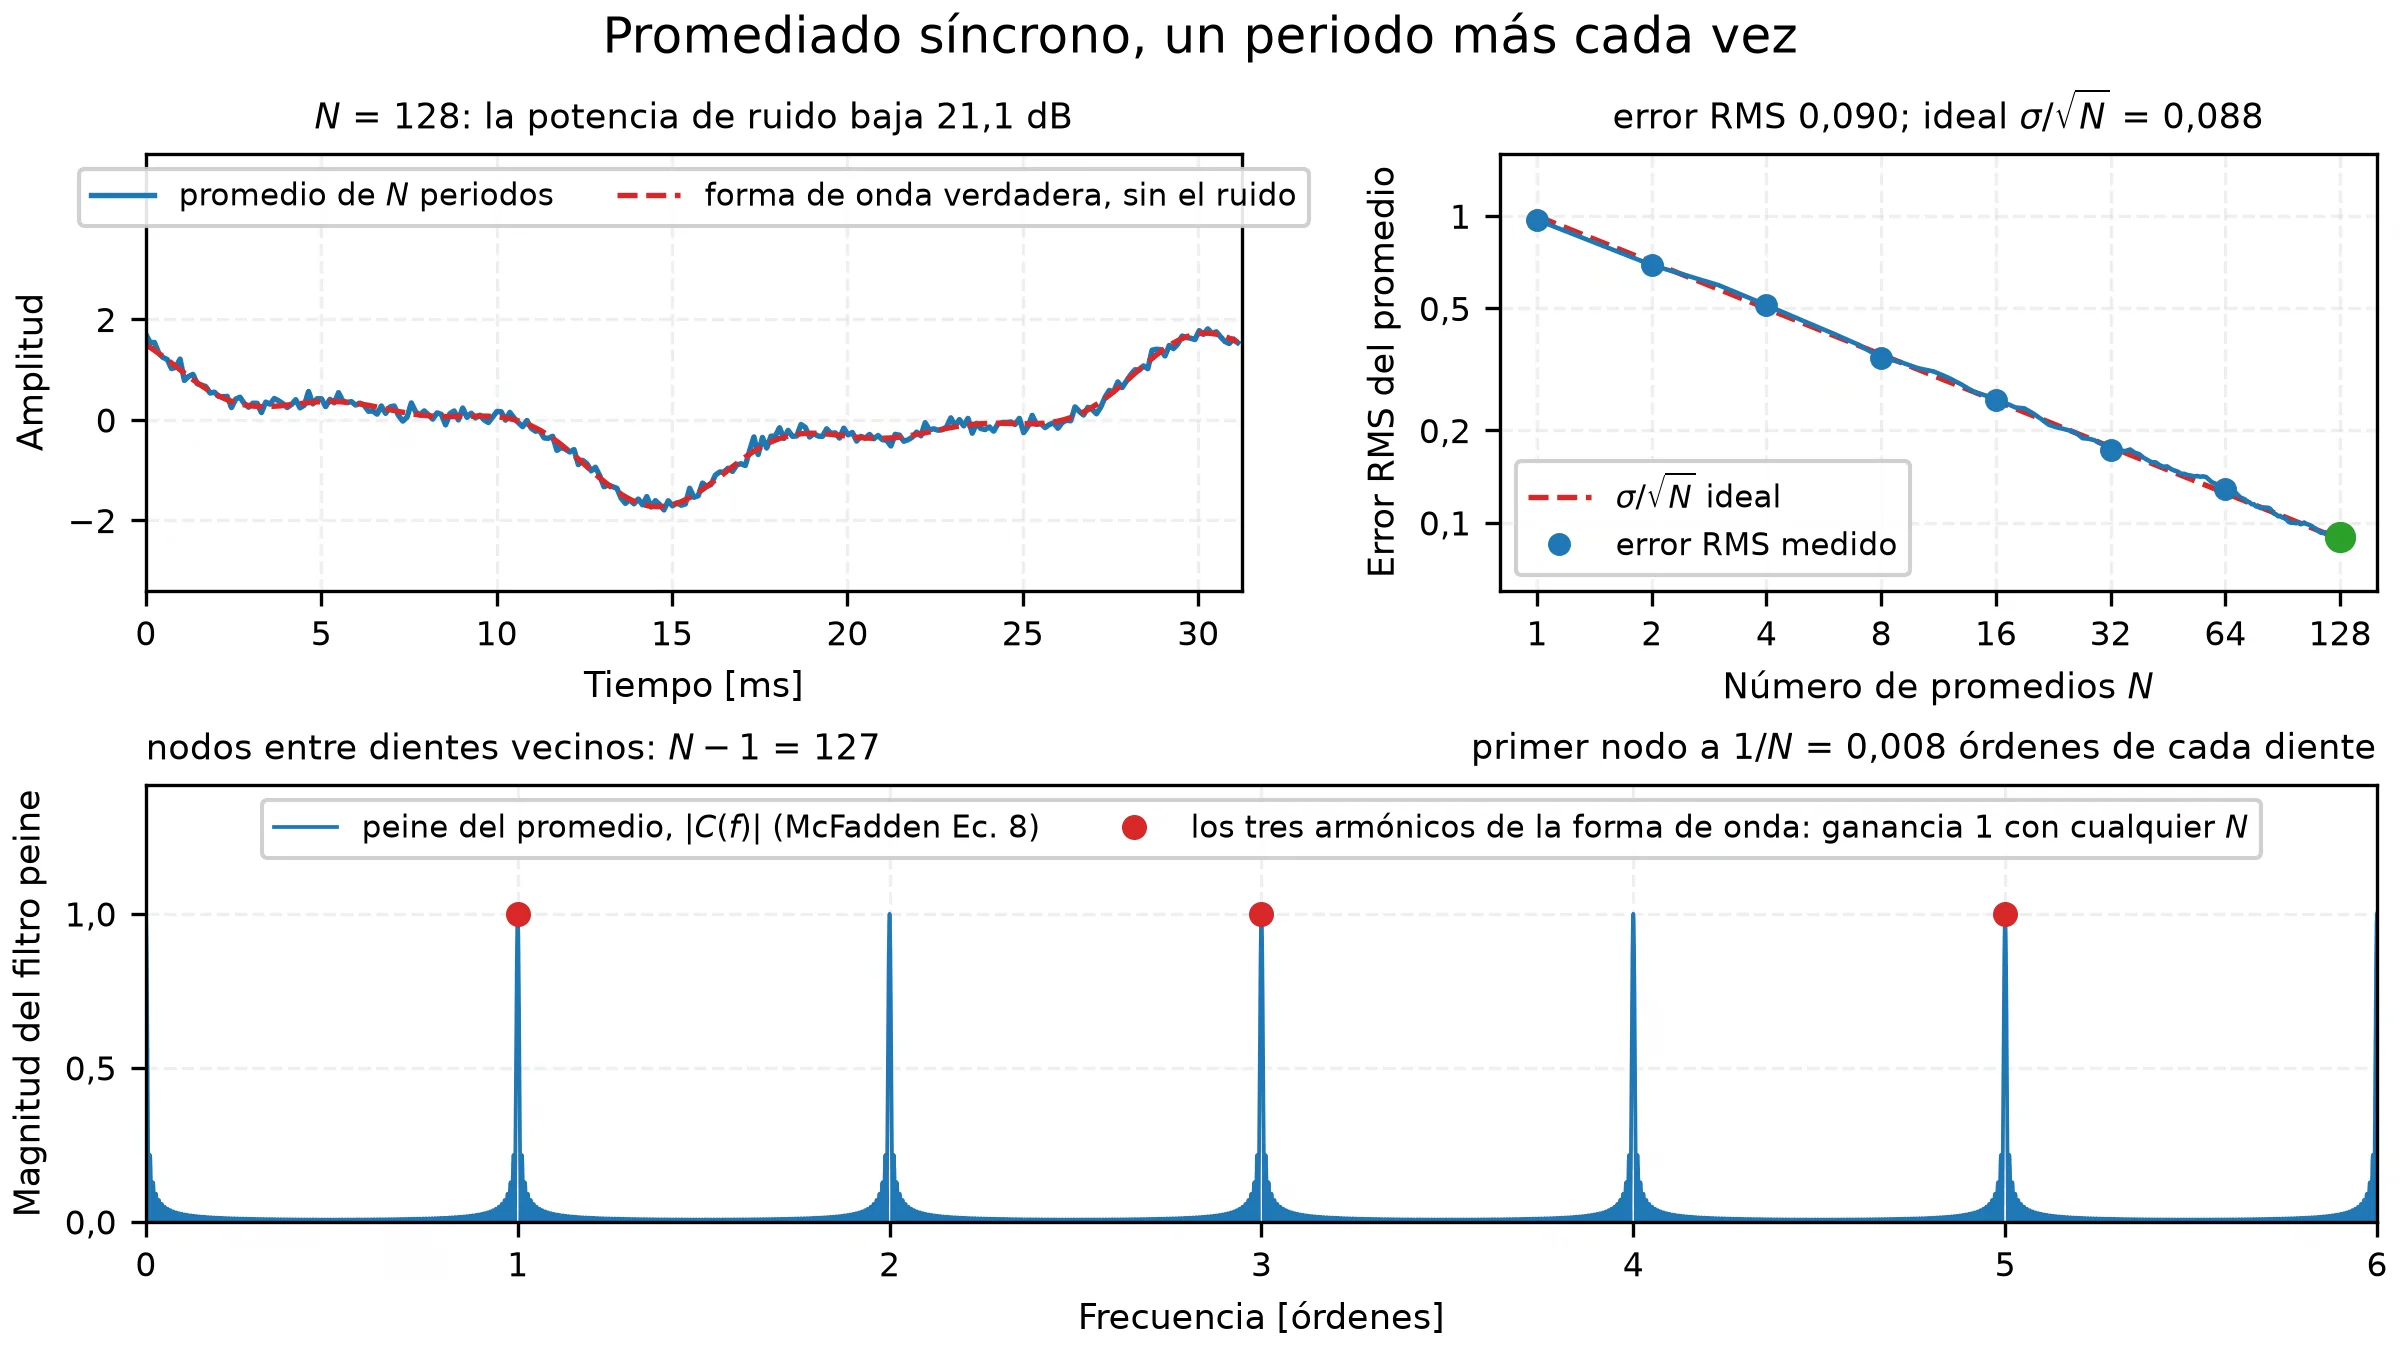 Promediado síncrono, un periodo más cada vez
N = 128: la potencia de ruido baja 21,1 dB
promedio de N periodos
forma de onda verdadera, sin el ruido
Amplitud
2
0
−2
0 5 10 15 20 25 30
Tiempo [ms]
error RMS 0,090; ideal σ/√N = 0,088
Error RMS del promedio
1
0,5
0,2
0,1
σ/√N ideal
error RMS medido
1 2 4 8 16 32 64 128
Número de promedios N
nodos entre dientes vecinos: N − 1 = 127
primer nodo a 1/N = 0,008 órdenes de cada diente
peine del promedio, |C(f)| (McFadden Ec. 8)
los tres armónicos de la forma de onda: ganancia 1 con cualquier N
Magnitud del filtro peine
1,0
0,5
0,0
0 1 2 3 4 5 6
Frecuencia [órdenes]